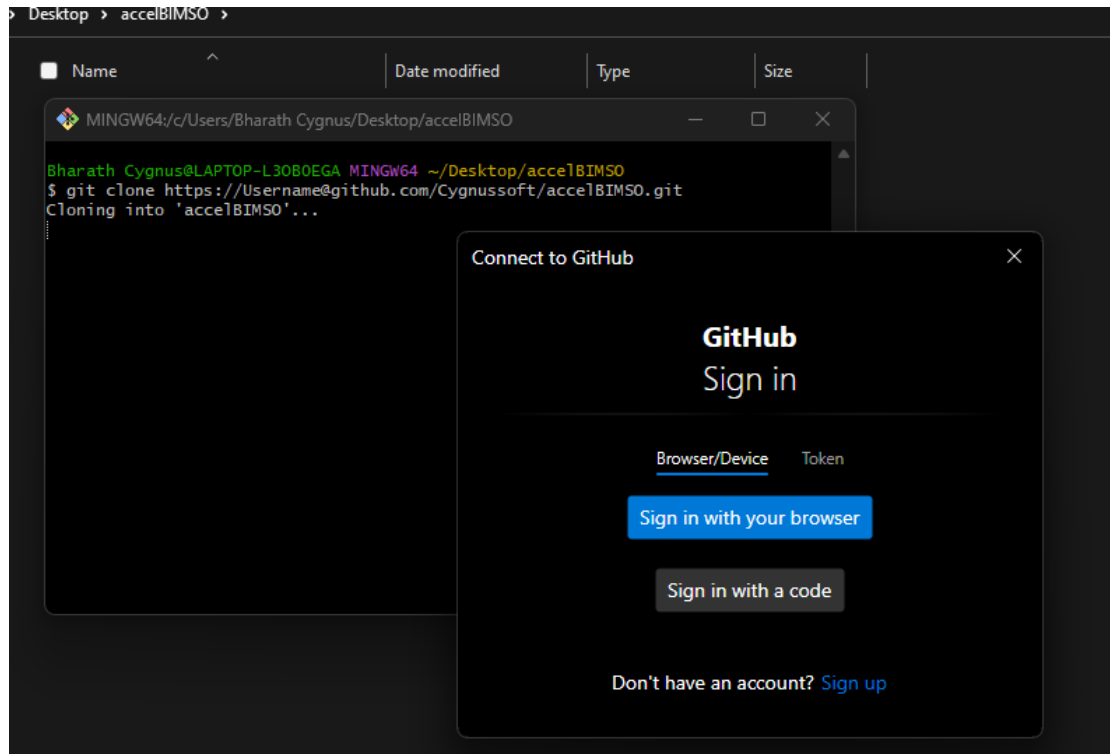 › Desktop › accelBIMSO ›
Name Date modified Type Size
MINGW64:/c/Users/Bharath Cygnus/Desktop/accelBIMSO
Bharath Cygnus@LAPTOP-L3OBOEGA MINGW64 ~/Desktop/accelBIMSO
$ git clone https://Username@github.com/Cygnussoft/accelBIMSO.git
Cloning into 'accelBIMSO'...
Connect to GitHub
GitHub
Sign in
Browser/Device Token
Sign in with your browser
Sign in with a code
Don't have an account? Sign up